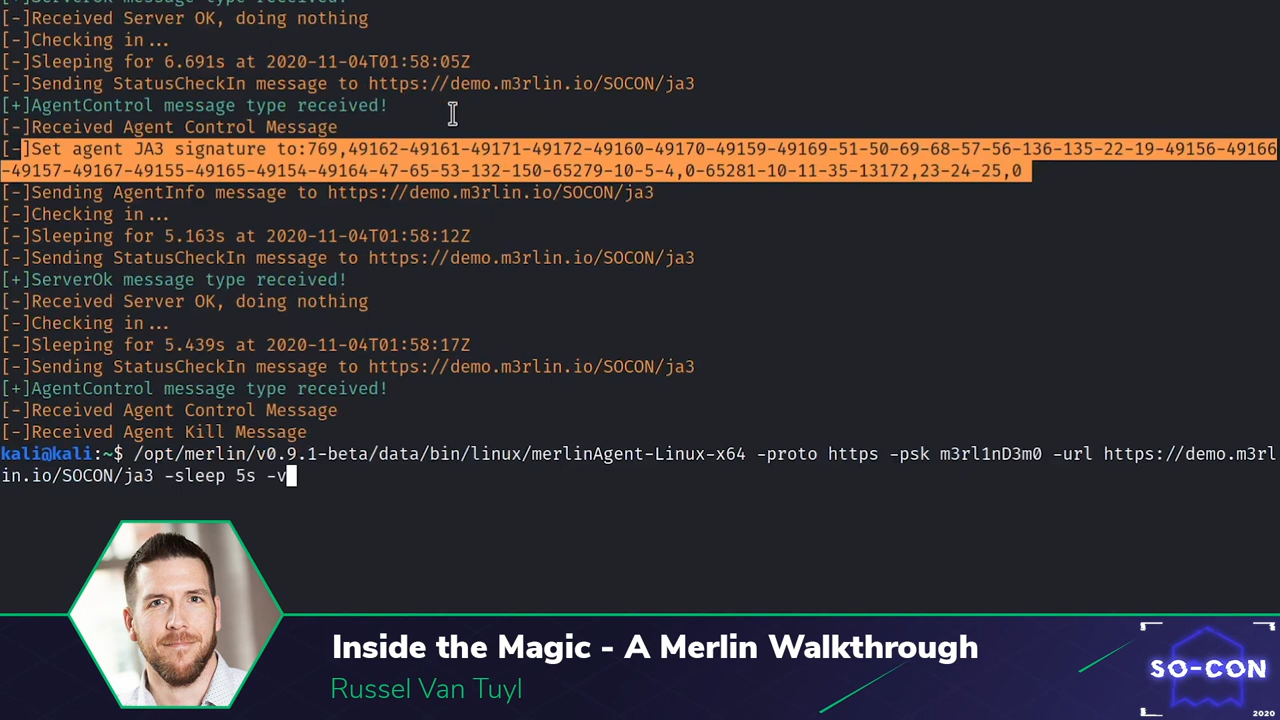 [-]Received Server OK, doing nothing
[-]Checking in...
[-]Sleeping for 6.691s at 2020-11-04T01:58:05Z
[-]Sending StatusCheckIn message to https://demo.m3rlin.io/SOCON/ja3
[+]AgentControl message type received!
[-]Received Agent Control Message
[-]Set agent JA3 signature to:769,49162-49161-49171-49172-49160-49170-49159-49169-51-50-69-68-57-56-136-135-22-19-49156-49166
-49157-49167-49155-49165-49154-49164-47-65-53-132-150-65279-10-5-4,0-65281-10-11-35-13172,23-24-25,0
[-]Sending AgentInfo message to https://demo.m3rlin.io/SOCON/ja3
[-]Checking in...
[-]Sleeping for 5.163s at 2020-11-04T01:58:12Z
[-]Sending StatusCheckIn message to https://demo.m3rlin.io/SOCON/ja3
[+]ServerOk message type received!
[-]Received Server OK, doing nothing
[-]Checking in...
[-]Sleeping for 5.439s at 2020-11-04T01:58:17Z
[-]Sending StatusCheckIn message to https://demo.m3rlin.io/SOCON/ja3
[+]AgentControl message type received!
[-]Received Agent Control Message
[-]Received Agent Kill Message
kali@kali:~$ /opt/merlin/v0.9.1-beta/data/bin/linux/merlinAgent-Linux-x64 -proto https -psk m3rl1nD3m0 -url https://demo.m3rl
in.io/SOCON/ja3 -sleep 5s -v
Inside the Magic - A Merlin Walkthrough
Russel Van Tuyl
SO-CON
2020